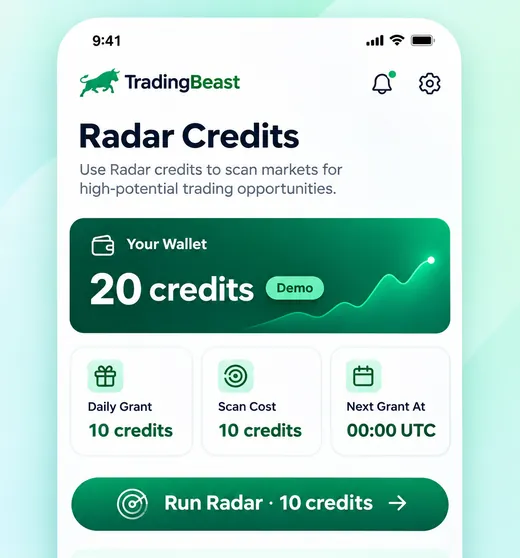 9:41
TradingBeast
Radar Credits
Use Radar credits to scan markets for
high-potential trading opportunities.
Your Wallet
20 credits
Demo
Daily Grant
10 credits
Scan Cost
10 credits
Next Grant At
00:00 UTC
Run Radar · 10 credits →